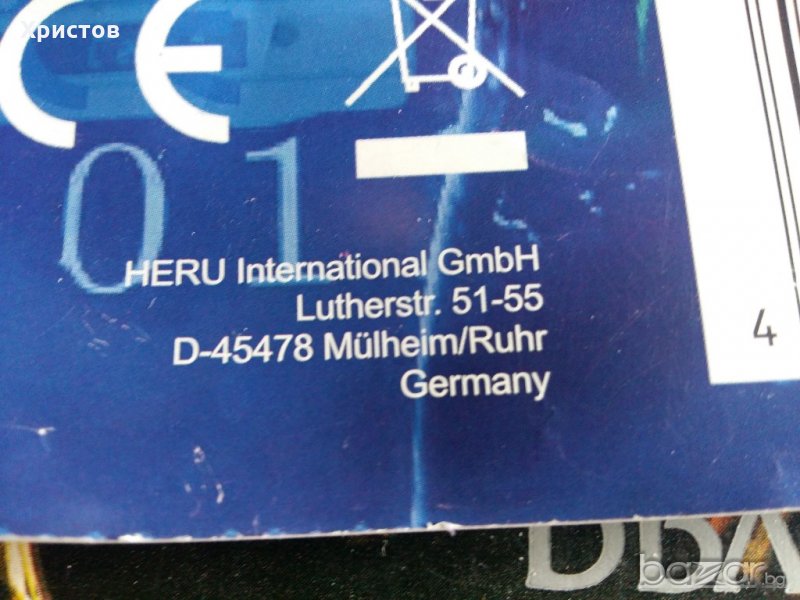 Христов
CE
01
HERU International GmbH
Lutherstr. 51-55
D-45478 Mülheim/Ruhr
Germany
4
bazar.bg